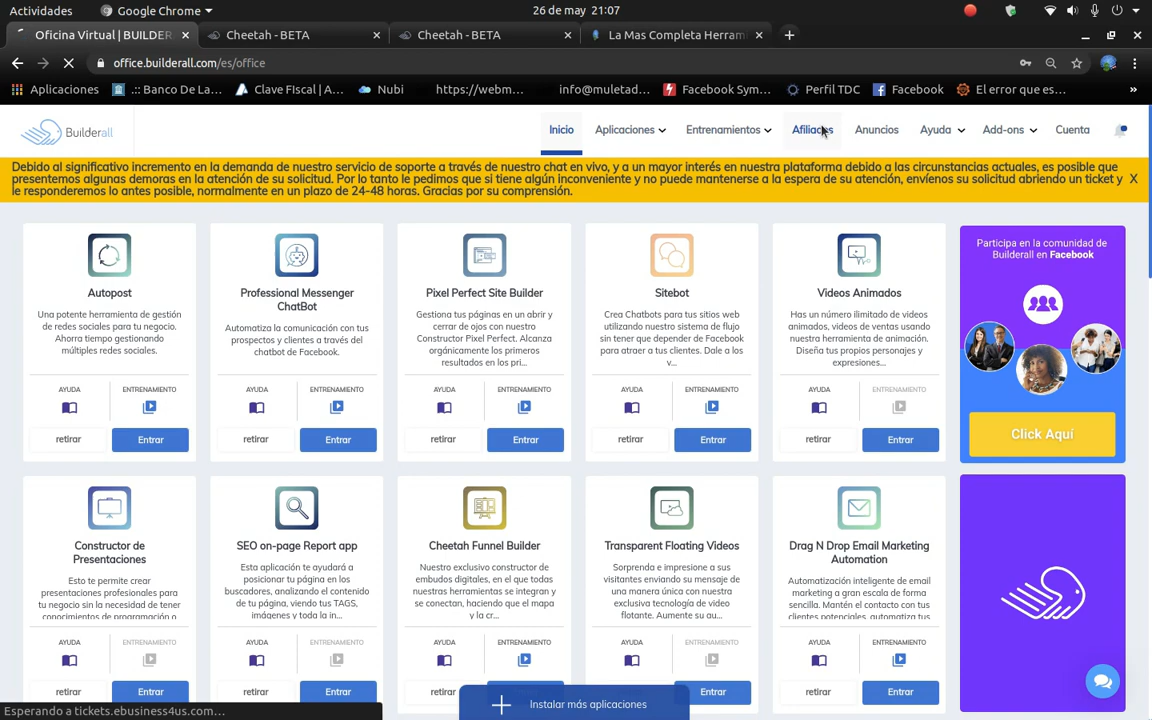 Actividades
Google Chrome
26 de may 21:07
Oficina Virtual | BUILDER
Cheetah - BETA
Cheetah - BETA
La Mas Completa Herram
office.builderall.com/es/office
Aplicaciones
.:: Banco De La...
Clave FIscal | A...
Nubi
https://webm...
info@muletad...
Facebook Sym...
Perfil TDC
Facebook
El error que es...
»
Builderall
Inicio
Aplicaciones
Entrenamientos
Afiliados
Anuncios
Ayuda
Add-ons
Cuenta
Debido al significativo incremento en la demanda de nuestro servicio de soporte a través de nuestro chat en vivo, y a un mayor interés en nuestra plataforma debido a las circunstancias actuales, es posible que
presentemos algunas demoras en la atención de su solicitud. Por lo tanto le pedimos que si tiene algún inconveniente y no puede mantenerse a la espera de su atención, envíenos su solicitud abriendo un ticket y
le responderemos lo antes posible, normalmente en un plazo de 24-48 horas. Gracias por su comprensión.
X
Autopost
Una potente herramienta de gestión
de redes sociales para tu negocio.
Ahorra tiempo gestionando
múltiples redes sociales.
AYUDA
ENTRENAMIENTO
retirar
Entrar
Professional Messenger
ChatBot
Automatiza la comunicación con tus
prospectos y clientes a través del
chatbot de Facebook.
AYUDA
ENTRENAMIENTO
retirar
Entrar
Pixel Perfect Site Builder
Gestiona tus páginas en un abrir y
cerrar de ojos con nuestro
Constructor Pixel Perfect. Alcanza
orgánicamente los primeros
resultados en los pri...
AYUDA
ENTRENAMIENTO
retirar
Entrar
Sitebot
Crea Chatbots para tus sitios web
utilizando nuestro sistema de flujo
sin tener que depender de Facebook
para atraer a tus clientes. Dale a los
v...
AYUDA
ENTRENAMIENTO
retirar
Entrar
Videos Animados
Has un número ilimitado de videos
animados, videos de ventas usando
nuestra herramienta de animación.
Diseña tus propios personajes y
expresiones...
AYUDA
ENTRENAMIENTO
retirar
Entrar
Participa en la comunidad de
Builderall en Facebook
Click Aquí
Constructor de
Presentaciones
Esto te permite crear
presentaciones profesionales para
tu negocio sin la necesidad de tener
conocimientos de programación o
AYUDA
ENTRENAMIENTO
retirar
Entrar
SEO on-page Report app
Esta aplicación te ayudará a
posicionar tu página en los
buscadores, analizando el contenido
de tu página, viendo tus TAGS,
imágenes y toda la in...
AYUDA
ENTRENAMIENTO
retirar
Entrar
Cheetah Funnel Builder
Nuestro exclusivo constructor de
embudos digitales, en el que todas
nuestras herramientas se integran y
se conectan, haciendo que el mapa
y la cr...
AYUDA
ENTRENAMIENTO
retirar
Transparent Floating Videos
Sorprenda e impresione a sus
visitantes enviando su mensaje de
una manera única con nuestra
exclusiva tecnología de video
flotante. Aumente su au...
AYUDA
ENTRENAMIENTO
Entrar
Drag N Drop Email Marketing
Automation
Automatización inteligente de email
marketing a gran escala de forma
sencilla. Mantén el contacto con tus
clientes potenciales, automatiza tus
AYUDA
ENTRENAMIENTO
retirar
Entrar
Instalar más aplicaciones
Esperando a tickets.ebusiness4us.com...